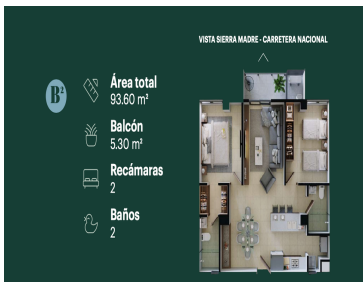 VISTA SIERRA MADRE - CARRETERA NACIONAL
B²
Área total
93.60 m²
Balcón
5.30 m²
Recámaras
2
Baños
2